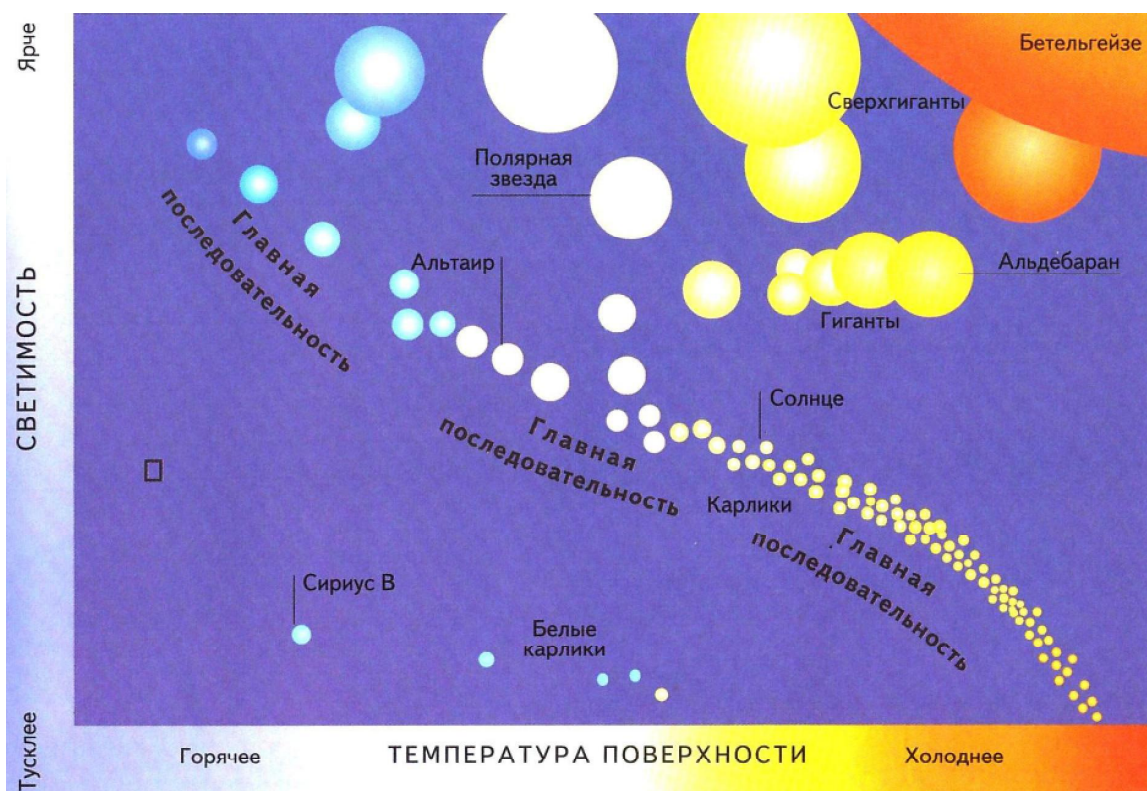 Ярче
Бетельгейзе
Сверхгиганты
Полярная
звезда
Главная
последовательность
Альтаир
Альдебаран
Гиганты
СВЕТИМОСТЬ
Солнце
Главная
последовательность
Карлики
Главная
последовательность
Сириус В
Белые
карлики
Тусклее
Горячее
ТЕМПЕРАТУРА ПОВЕРХНОСТИ
Холоднее